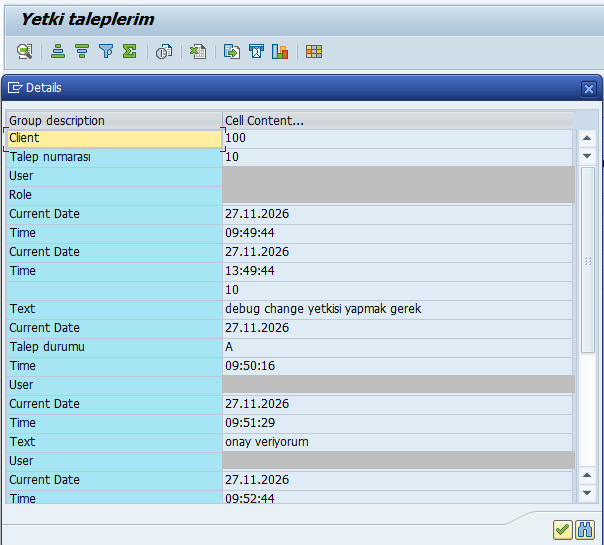 Yetki taleplerim
Details
Group description Cell Content...
Client 100
Talep numarası 10
User
Role
Current Date 27.11.2026
Time 09:49:44
Current Date 27.11.2026
Time 13:49:44
10
Text debug change yetkisi yapmak gerek
Current Date 27.11.2026
Talep durumu A
Time 09:50:16
User
Current Date 27.11.2026
Time 09:51:29
Text onay veriyorum
User
Current Date 27.11.2026
Time 09:52:44